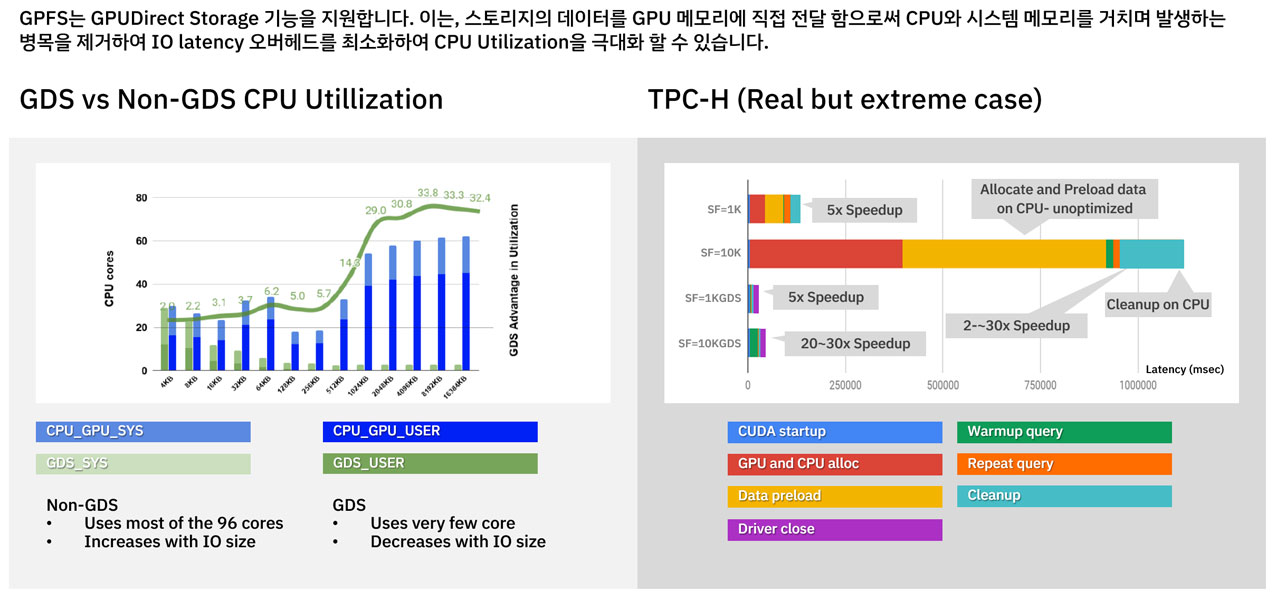 GPFS는 GPUDirect Storage 기능을 지원합니다. 이는, 스토리지의 데이터를 GPU 메모리에 직접 전달 함으로써 CPU와 시스템 메모리를 거치며 발생하는
병목을 제거하여 IO latency 오버헤드를 최소화하여 CPU Utilization을 극대화 할 수 있습니다.
GDS vs Non-GDS CPU Utillization
CPU cores
80
60
40
20
0
2.9
2.2
3.1
3.7
6.2
5.0
5.7
14.3
29.0
30.8
33.8
33.3
32.4
4KB
8KB
16KB
32KB
64KB
128KB
256KB
512KB
1024KB
2048KB
4096KB
8192KB
16384KB
GDS Advantage in Utilization
CPU_GPU_SYS
CPU_GPU_USER
GDS_SYS
GDS_USER
Non-GDS
• Uses most of the 96 cores
• Increases with IO size
GDS
• Uses very few core
• Decreases with IO size
TPC-H (Real but extreme case)
SF=1K
5x Speedup
Allocate and Preload data
on CPU- unoptimized
SF=10K
SF=1KGDS
5x Speedup
Cleanup on CPU
2-~30x Speedup
SF=10KGDS
20~30x Speedup
Latency (msec)
0
250000
500000
750000
1000000
CUDA startup
Warmup query
GPU and CPU alloc
Repeat query
Data preload
Cleanup
Driver close